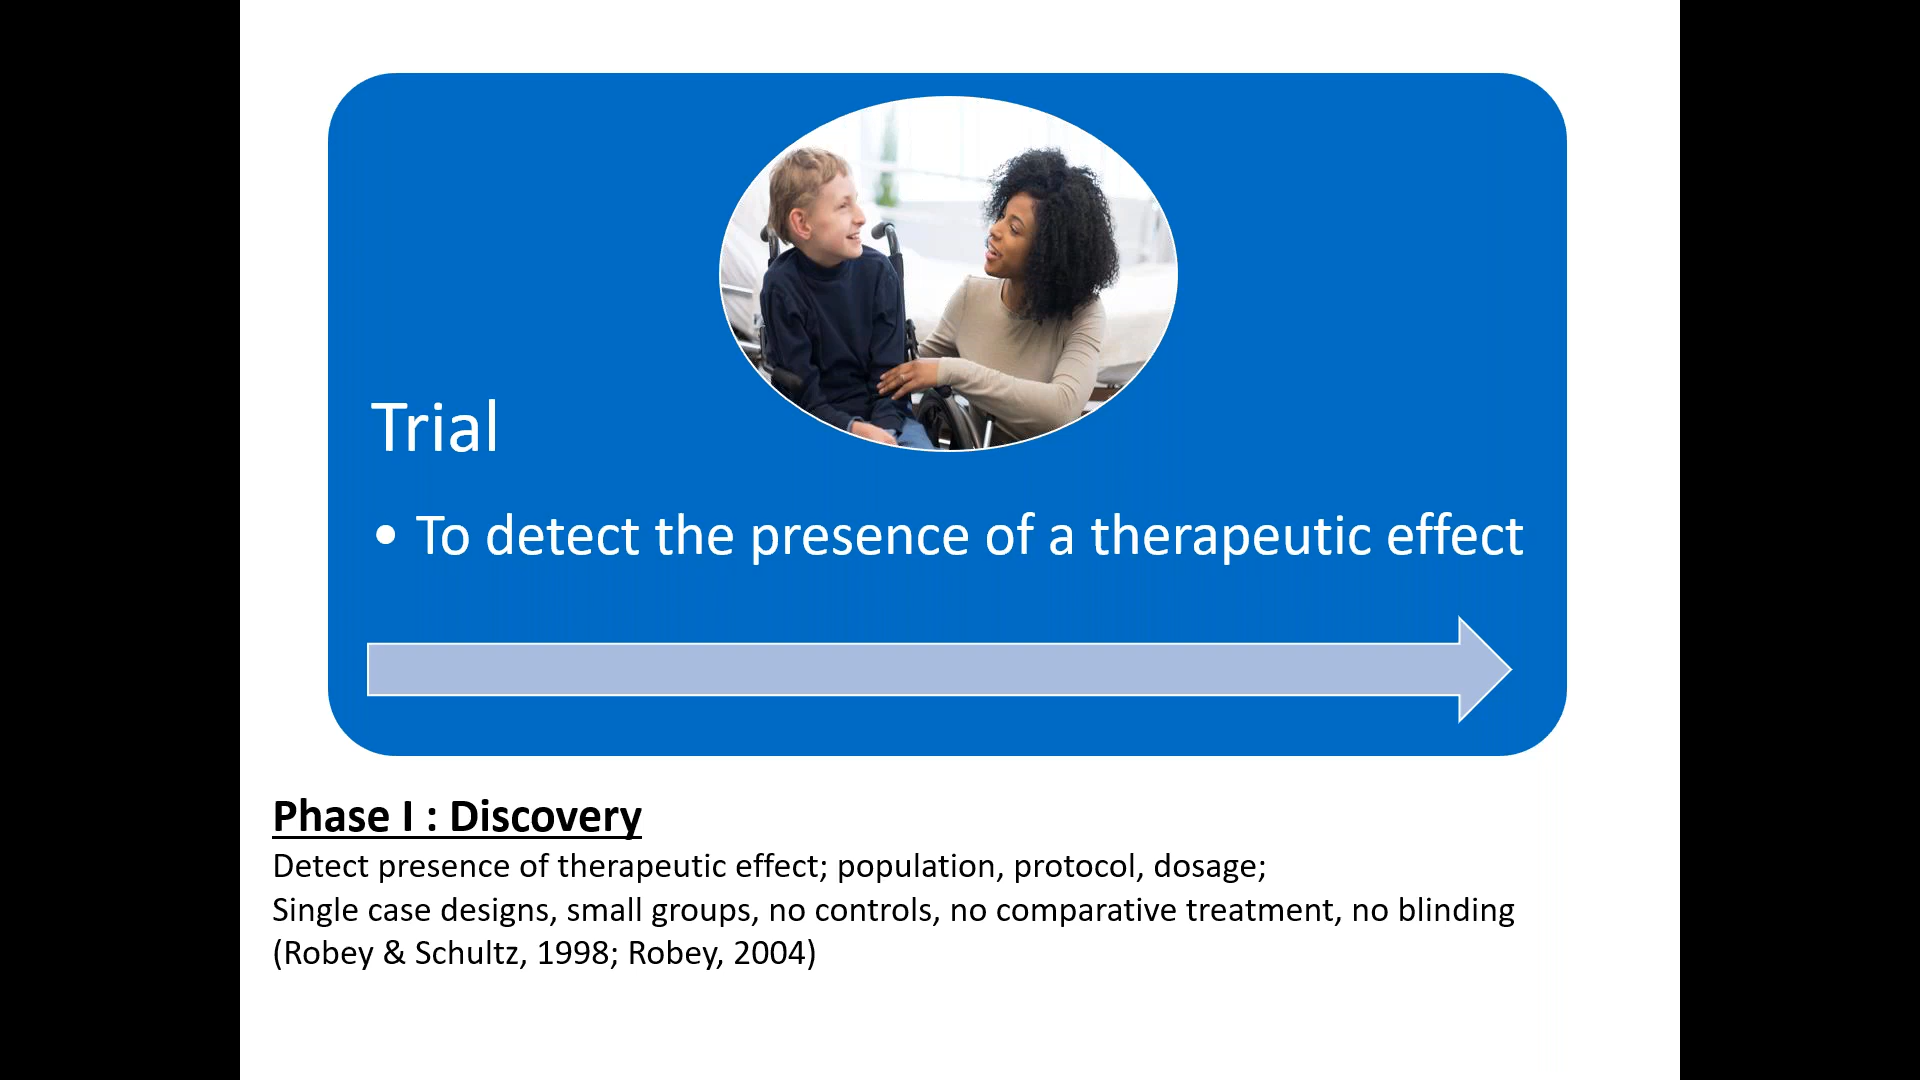 Trial
• To detect the presence of a therapeutic effect
Phase I : Discovery
Detect presence of therapeutic effect; population, protocol, dosage;
Single case designs, small groups, no controls, no comparative treatment, no blinding
(Robey & Schultz, 1998; Robey, 2004)